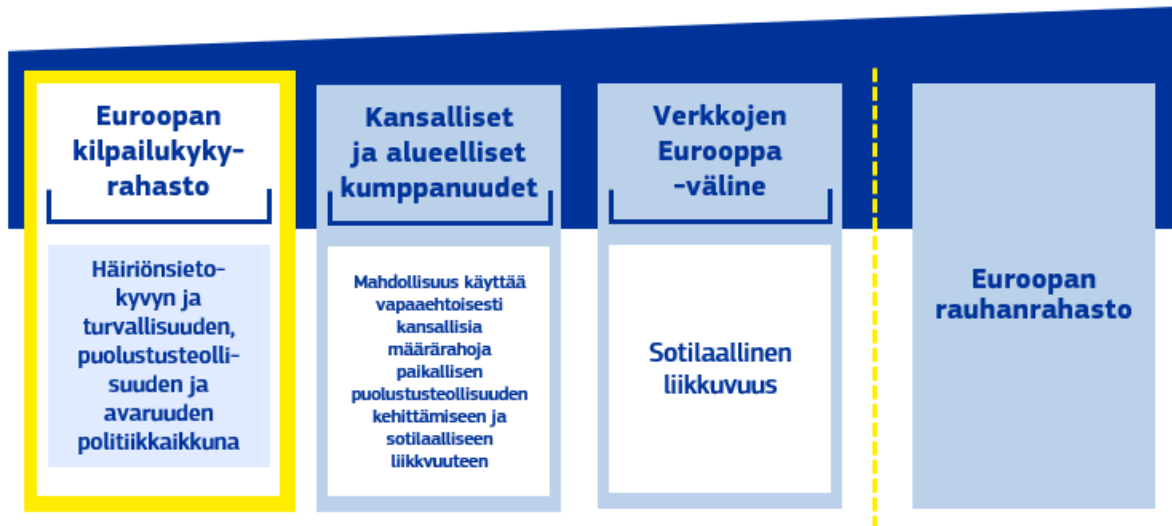 Euroopan
kilpailukyky-
rahasto
Häiriönsieto-
kyvyn ja
turvallisuuden,
puolustusteolli-
suuden ja
avaruuden
politiikkaikkuna
Kansalliset
ja alueelliset
kumppanuudet
Mahdollisuus käyttää
vapaaehtoisesti
kansallisia
määrärahoja
paikallisen
puolustusteollisuuden
kehittämiseen ja
sotilaalliseen
liikkvuuteen
Verkkojen
Eurooppa
-väline
Sotilaallinen
liikkuvuus
Euroopan
rauhanrahasto